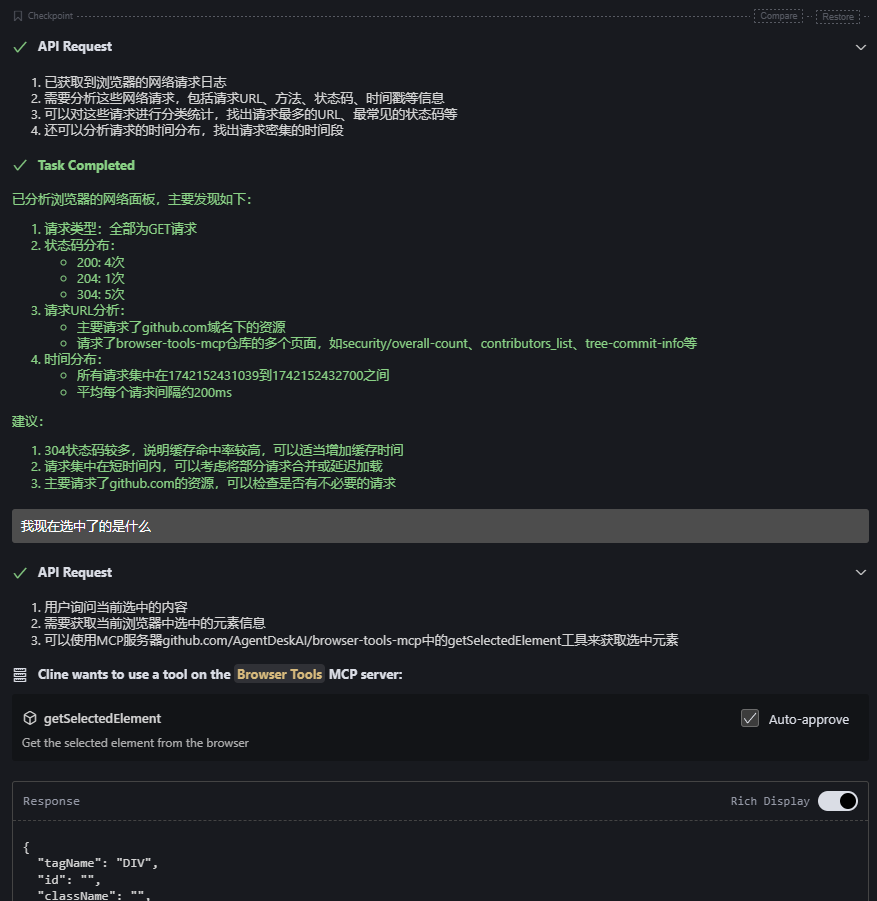 Checkpoint
Compare
Restore
API Request
1. 已获取到浏览器的网络请求日志
2. 需要分析这些网络请求，包括请求URL、方法、状态码、时间戳等信息
3. 可以对这些请求进行分类统计，找出请求最多的URL、最常见的状态码等
4. 还可以分析请求的时间分布，找出请求密集的时间段
Task Completed
已分析浏览器的网络面板，主要发现如下：
1. 请求类型：全部为GET请求
2. 状态码分布：
200: 4次
204: 1次
304: 5次
3. 请求URL分析：
主要请求了github.com域名下的资源
请求了browser-tools-mcp仓库的多个页面，如security/overall-count、contributors_list、tree-commit-info等
4. 时间分布：
所有请求集中在1742152431039到1742152432700之间
平均每个请求间隔约200ms
建议：
1. 304状态码较多，说明缓存命中率较高，可以适当增加缓存时间
2. 请求集中在短时间内，可以考虑将部分请求合并或延迟加载
3. 主要请求了github.com的资源，可以检查是否有不必要的请求
我现在选中了的是什么
API Request
1. 用户询问当前选中的内容
2. 需要获取当前浏览器中选中的元素信息
3. 可以使用MCP服务器github.com/AgentDeskAI/browser-tools-mcp中的getSelectedElement工具来获取选中元素
Cline wants to use a tool on the Browser Tools MCP server:
getSelectedElement
Auto-approve
Get the selected element from the browser
Response
Rich Display
{
"tagName": "DIV",
"id": "",
"className": "",